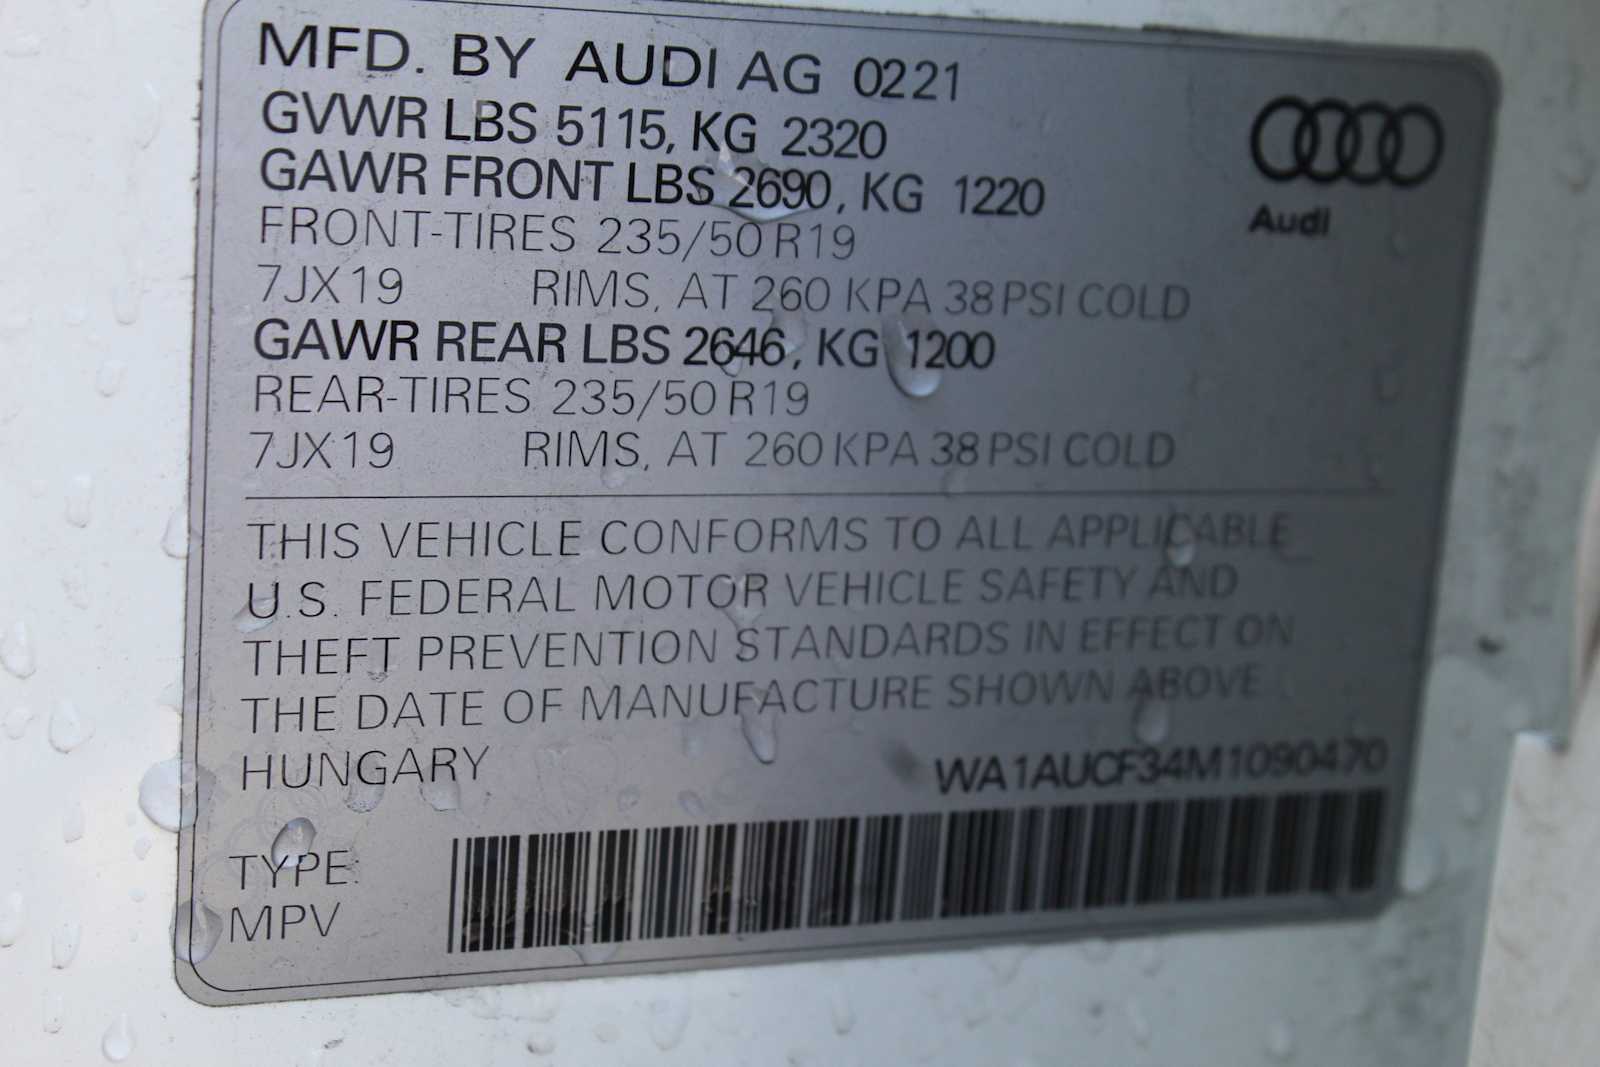 MFD. BY AUDI AG 0221
GVWR LBS 5115, KG 2320
GAWR FRONT LBS 2690, KG 1220
FRONT-TIRES 235/50 R19
7JX19 RIMS, AT 260 KPA 38 PSI COLD
GAWR REAR LBS 2646, KG 1200
REAR-TIRES 235/50 R19
7JX19 RIMS, AT 260 KPA 38 PSI COLD
Audi
THIS VEHICLE CONFORMS TO ALL APPLICABLE
U.S. FEDERAL MOTOR VEHICLE SAFETY AND
THEFT PREVENTION STANDARDS IN EFFECT ON
THE DATE OF MANUFACTURE SHOWN ABOVE
HUNGARY WA1AUCF34M1090470
TYPE:
MPV